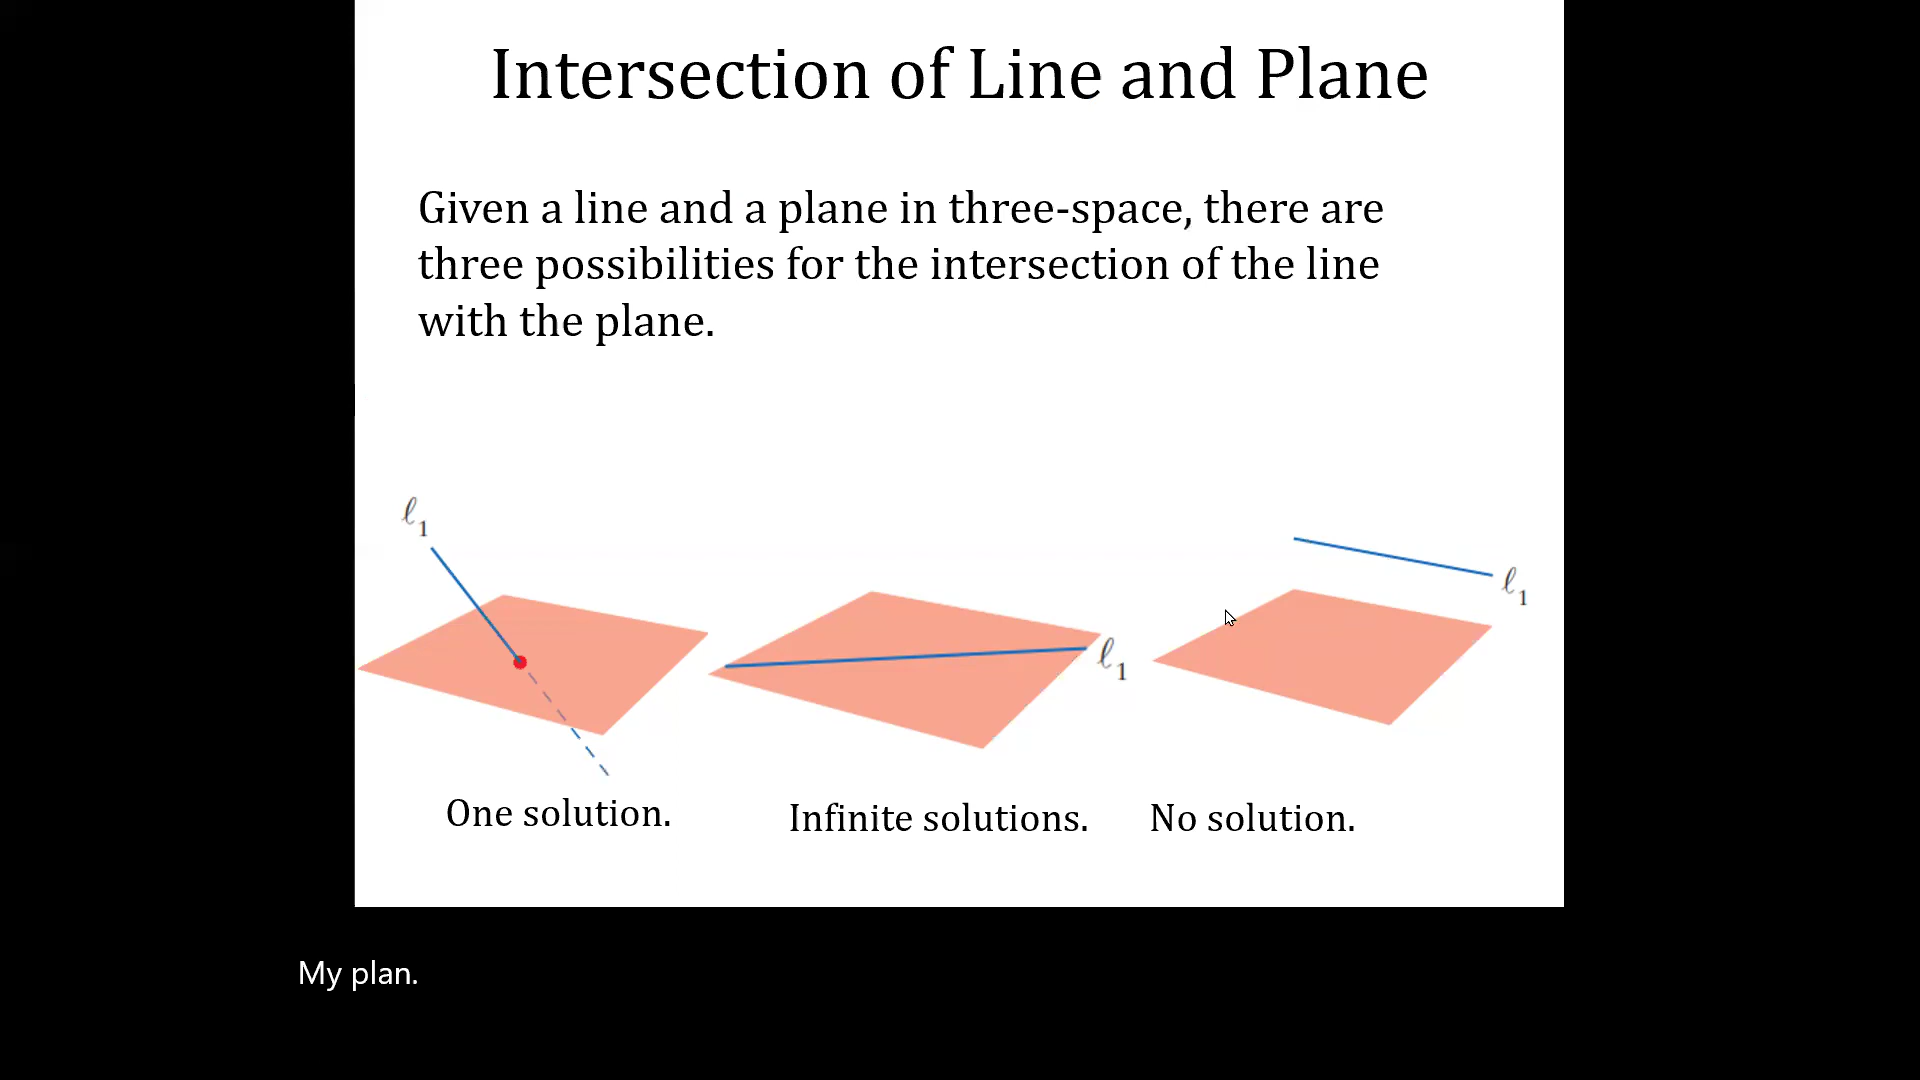 Intersection of Line and Plane
Given a line and a plane in three-space, there are
three possibilities for the intersection of the line
with the plane.
ℓ1
ℓ1
ℓ1
One solution.
Infinite solutions.
No solution.
My plan.